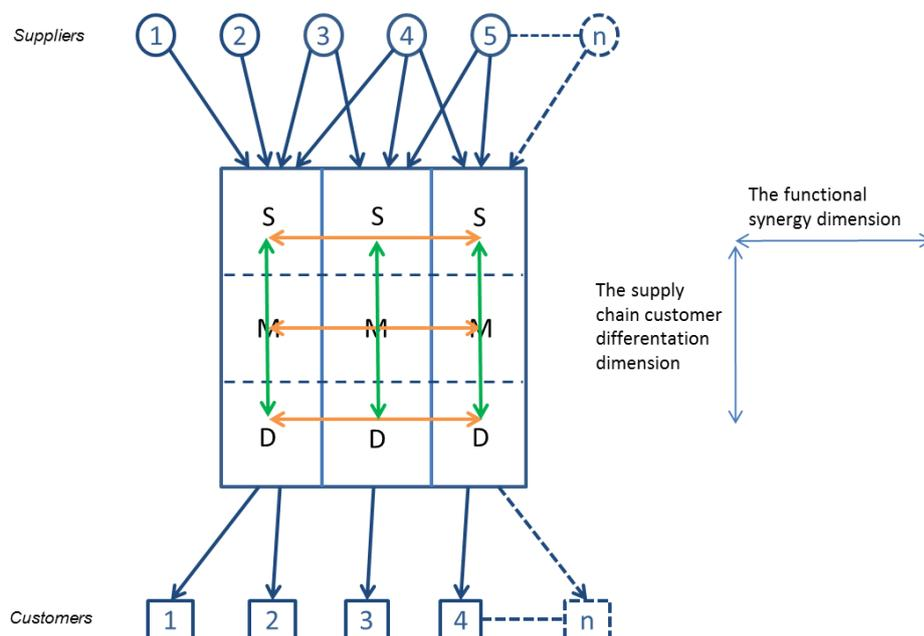 Suppliers 1 2 3 4 5 n
S S S
M M M
D D D
The functional
synergy dimension
The supply
chain customer
differentation
dimension
Customers 1 2 3 4 n